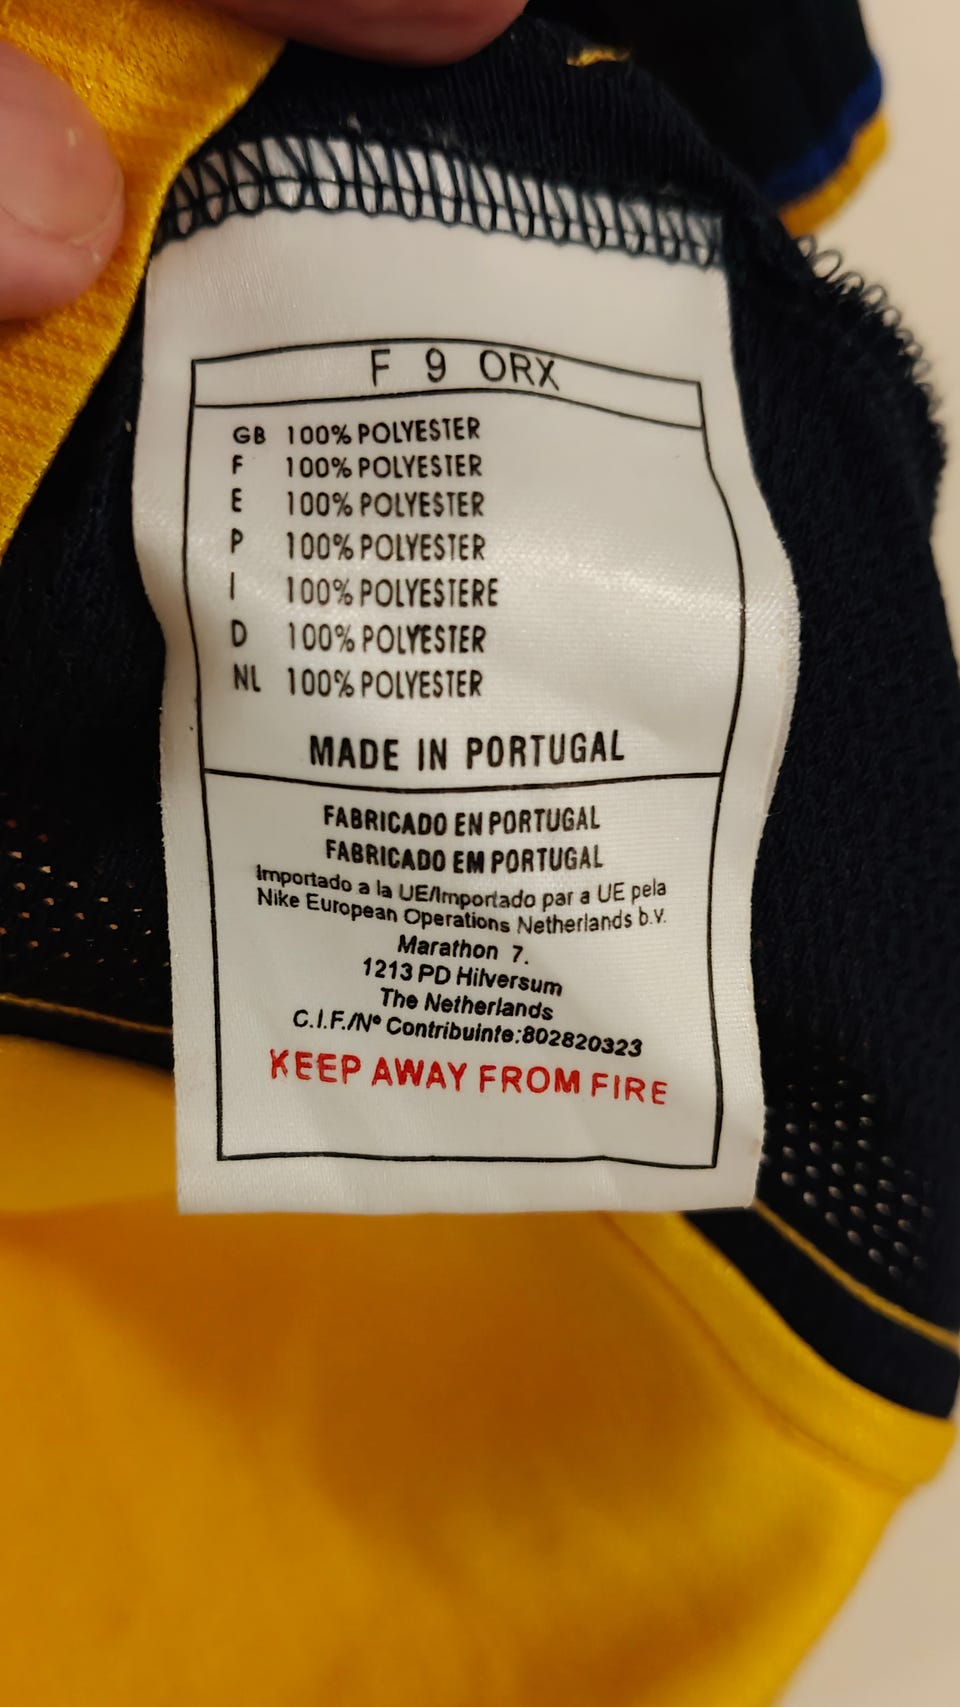 F 9 ORX
GB 100% POLYESTER
F 100% POLYESTER
E 100% POLYESTER
P 100% POLYESTER
I 100% POLYESTERE
D 100% POLYESTER
NL 100% POLYESTER
MADE IN PORTUGAL
FABRICADO EN PORTUGAL
FABRICADO EM PORTUGAL
Importado a la UE/Importado par a UE pela
Nike European Operations Netherlands b.v.
Marathon 7.
1213 PD Hilversum
The Netherlands
C.I.F./Nº Contribuinte:802820323
KEEP AWAY FROM FIRE